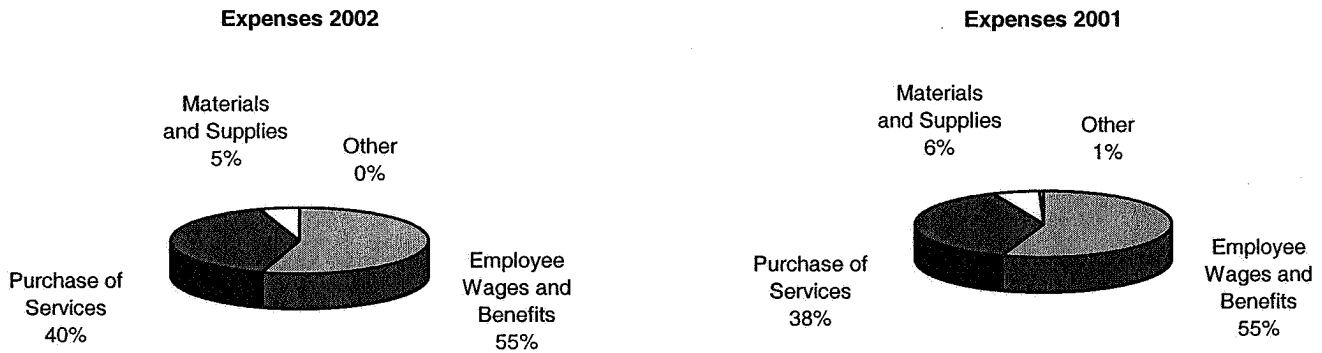 Expenses 2002
Materials
and Supplies
5%
Other
0%
Purchase of
Services
40%
Employee
Wages and
Benefits
55%
Expenses 2001
Materials
and Supplies
6%
Other
1%
Purchase of
Services
38%
Employee
Wages and
Benefits
55%